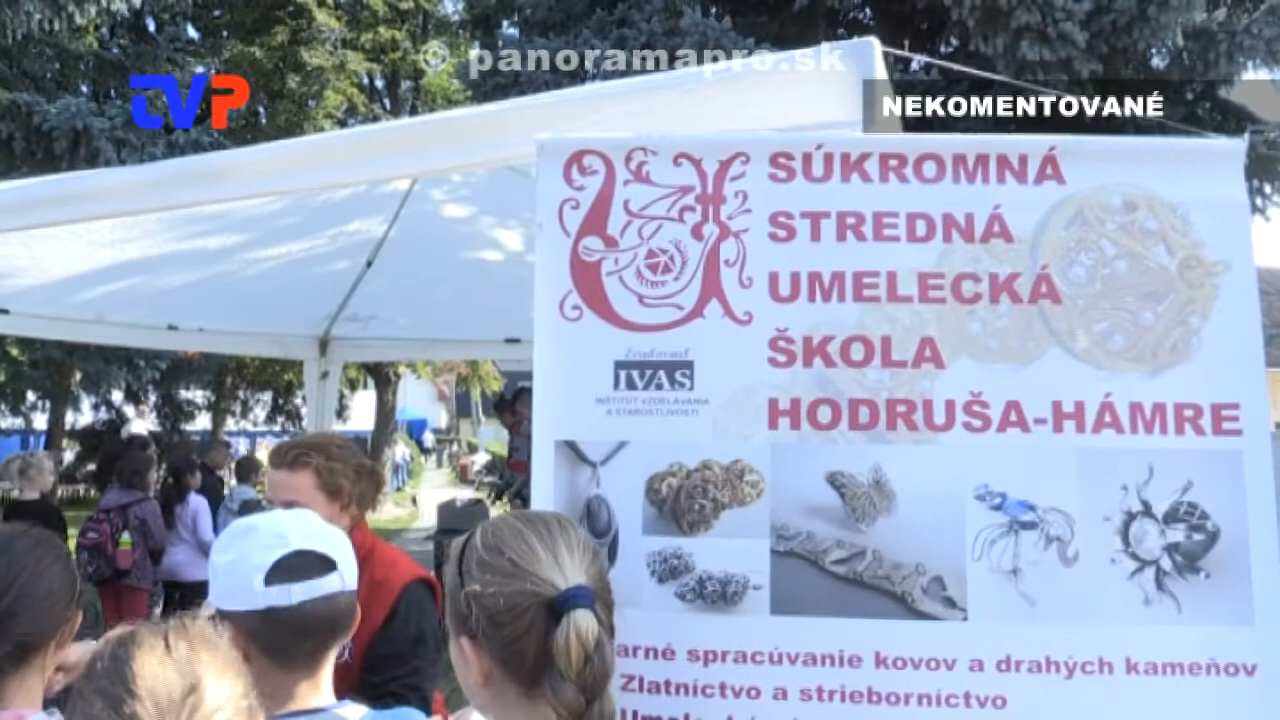 © panoramapro.sk
TVP
NEKOMENTOVANÉ
SÚKROMNÁ
STREDNÁ
UMELECKÁ
ŠKOLA
HODRUŠA-HÁMRE
Zriaďovateľ
IVAS
INŠTITÚT VZDELÁVANIA
A STAROSTLIVOSTI
arné spracúvanie kovov a drahých kameňov
Zlatníctvo a strieborníctvo